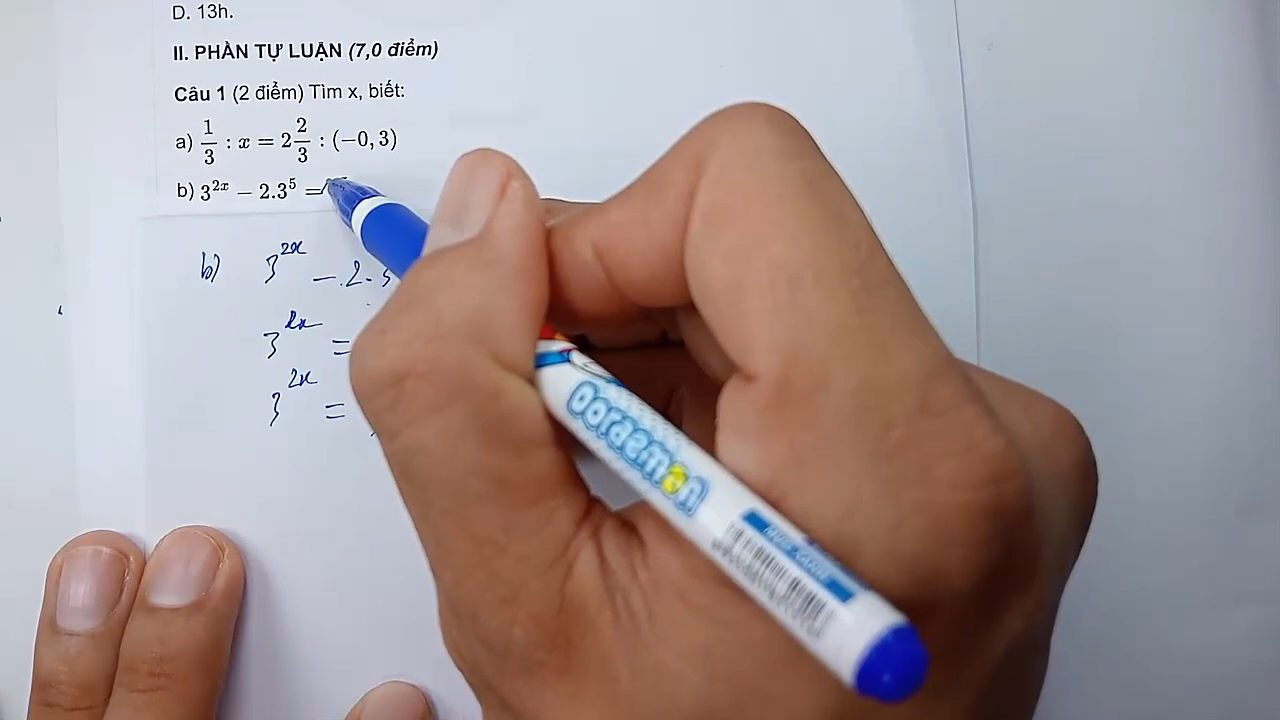 D. 13h.
II. PHẦN TỰ LUẬN (7,0 điểm)
Câu 1 (2 điểm) Tìm x, biết:
a) 1/3 : x = 2 2/3 : (−0, 3)
b) 3^{2x} − 2.3^5 =
b) 3^{2x} − 2.3
3^{2x} =
3^{2x} =
Doraemon